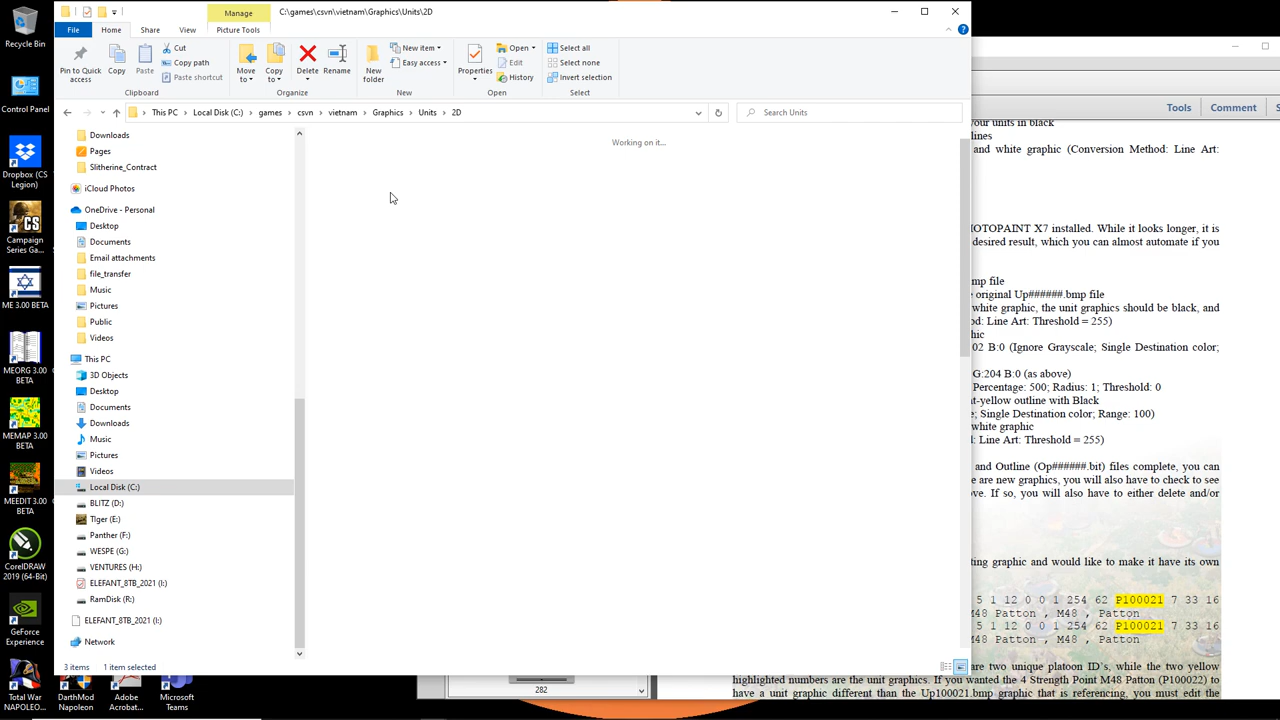 Recycle Bin
Control Panel
Dropbox (CS Legion)
Campaign Series Ga...
ME 3.00 BETA
MEORG 3.00 BETA
MEMAP 3.00 BETA
MEEDIT 3.00 BETA
CorelDRAW 2019 (64-Bit)
GeForce Experience
Total War NAPOLEO...
DarthMod Napoleon
Adobe Acrobat...
Microsoft Teams
Manage
C:\games\csvn\vietnam\Graphics\Units\2D
File
Home
Share
View
Picture Tools
Pin to Quick access
Copy
Paste
Cut
Copy path
Paste shortcut
Clipboard
Move to
Copy to
Delete
Rename
Organize
New folder
New item
Easy access
New
Properties
Open
Edit
History
Open
Select all
Select none
Invert selection
Select
This PC > Local Disk (C:) > games > csvn > vietnam > Graphics > Units > 2D
Search Units
Downloads
Pages
Slitherine_Contract
iCloud Photos
OneDrive - Personal
Desktop
Documents
Email attachments
file_transfer
Music
Pictures
Public
Videos
This PC
3D Objects
Desktop
Documents
Downloads
Music
Pictures
Videos
Local Disk (C:)
BLITZ (D:)
TIger (E:)
Panther (F:)
WESPE (G:)
VENTURES (H:)
ELEFANT_8TB_2021 (I:)
RamDisk (R:)
ELEFANT_8TB_2021 (I:)
Network
Working on it...
3 items 1 item selected
282
Tools Comment S
your units in black
lines
and white graphic (Conversion Method: Line Art:
OTOPAINT X7 installed. While it looks longer, it is
desired result, which you can almost automate if you
mp file
e original Up######.bmp file
white graphic, the unit graphics should be black, and
od: Line Art: Threshold = 255)
hic
02 B:0 (Ignore Grayscale; Single Destination color;
G:204 B:0 (as above)
Percentage: 500; Radius: 1; Threshold: 0
nt-yellow outline with Black
e; Single Destination color; Range: 100)
white graphic
d: Line Art: Threshold = 255)
and Outline (Op######.bit) files complete, you can
e are new graphics, you will also have to check to see
ve. If so, you will also have to either delete and/or
ting graphic and would like to make it have its own
5 1 12 0 0 1 254 62 P100021 7 33 16
M48 Patton , M48 , Patton
5 1 12 0 0 1 254 62 P100021 7 33 16
M48 Patton , M48 , Patton
are two unique platoon ID`s, while the two yellow
highlighted numbers are the unit graphics. If you wanted the 4 Strength Point M48 Patton (P100022) to
have a unit graphic different than the Up100021.bmp graphic that is referencing, you must edit the